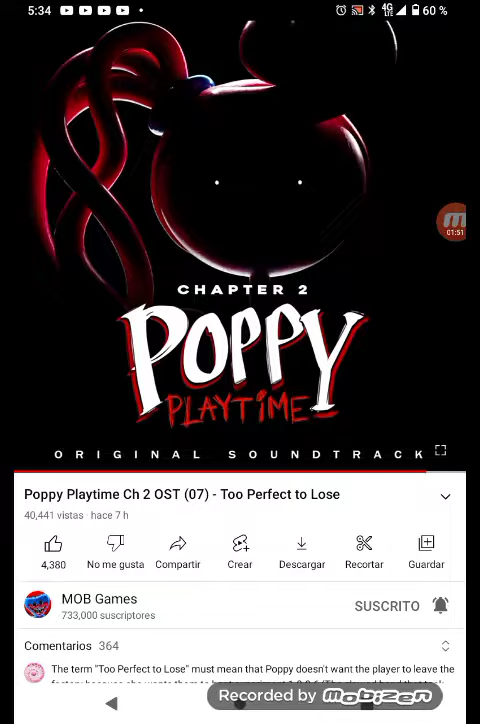 5:34
4G
LTE
60 %
01:51
CHAPTER 2
POPPY
PLAYTIME
ORIGINAL SOUNDTRACK
Poppy Playtime Ch 2 OST (07) - Too Perfect to Lose
40,441 vistas · hace 7 h
4,380 No me gusta Compartir Crear Descargar Recortar Guardar
MOB Games
733,000 suscriptores
SUSCRITO
Comentarios 364
The term "Too Perfect to Lose" must mean that Poppy doesn't want the player to leave the
Recorded by mobizen